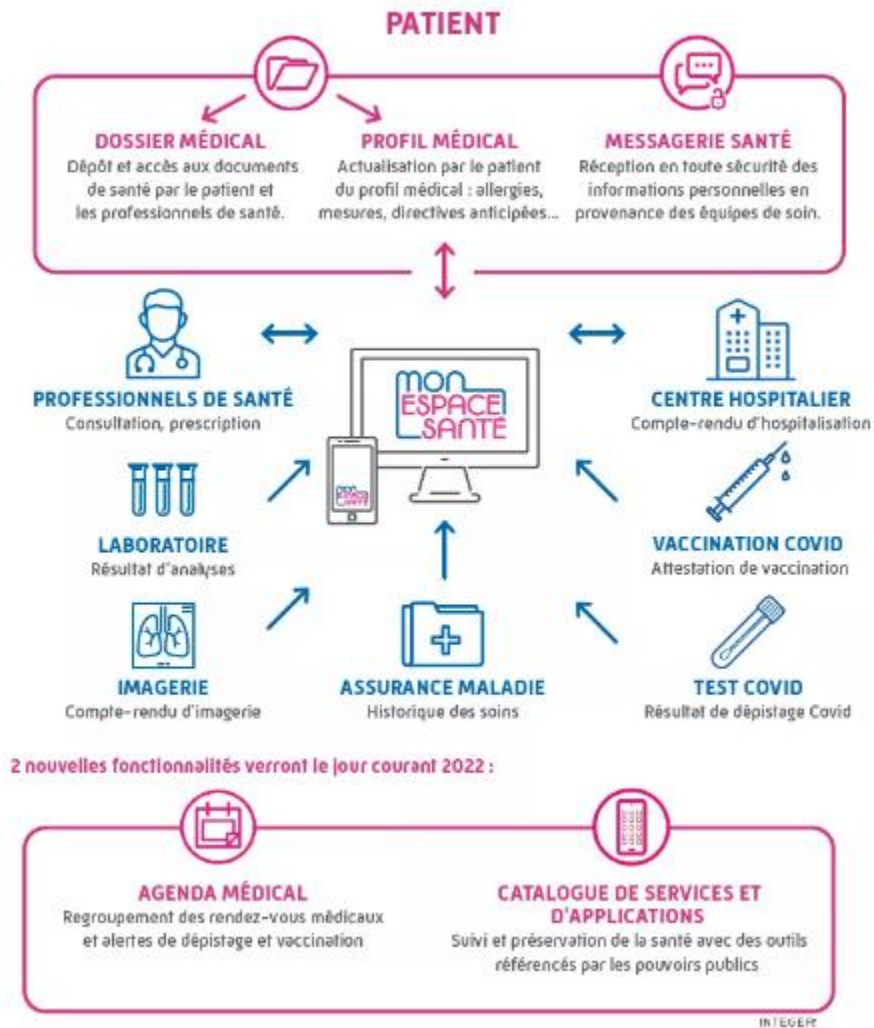 PATIENT
DOSSIER MÉDICAL
Dépôt et accès aux documents
de santé par le patient et
les professionnels de santé.
PROFIL MÉDICAL
Actualisation par le patient
du profil médical : allergies,
mesures, directives anticipées...
MESSAGERIE SANTÉ
Réception en toute sécurité des
informations personnelles en
provenance des équipes de soin.
PROFESSIONNELS DE SANTÉ
Consultation, prescription
mon
ESPACE
SANTÉ
mon
ESPACE
SANTÉ
CENTRE HOSPITALIER
Compte-rendu d'hospitalisation
LABORATOIRE
Résultat d'analyses
VACCINATION COVID
Attestation de vaccination
IMAGERIE
Compte-rendu d'imagerie
ASSURANCE MALADIE
Historique des soins
TEST COVID
Résultat de dépistage Covid
2 nouvelles fonctionnalités verront le jour courant 2022 :
AGENDA MÉDICAL
Regroupement des rendez-vous médicaux
et alertes de dépistage et vaccination
CATALOGUE DE SERVICES ET
D'APPLICATIONS
Suivi et préservation de la santé avec des outils
référencés par les pouvoirs publics
INTEGER!